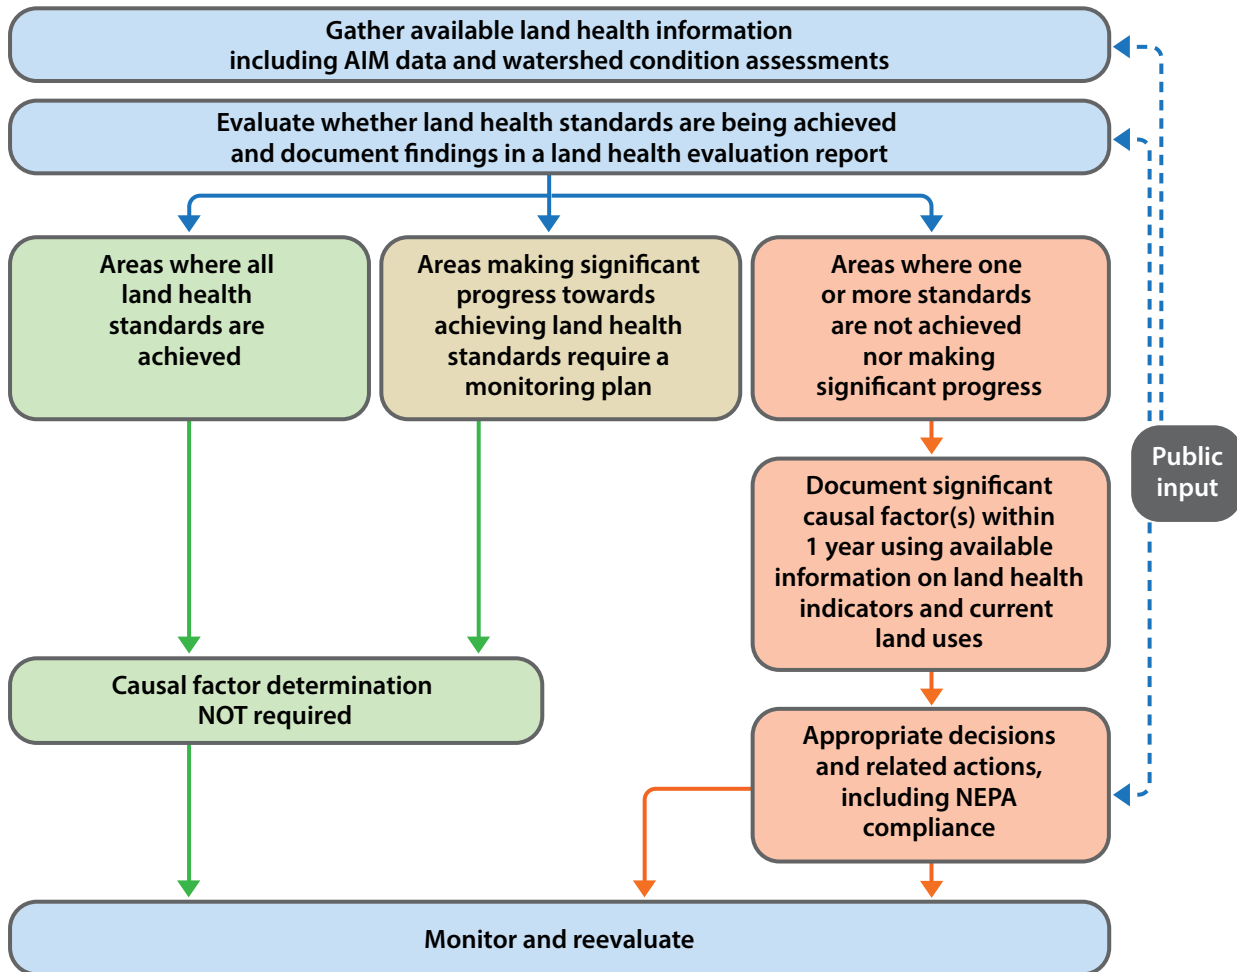 Gather available land health information
including AIM data and watershed condition assessments
Evaluate whether land health standards are being achieved
and document findings in a land health evaluation report
Areas where all
land health
standards are
achieved
Areas making significant
progress towards
achieving land health
standards require a
monitoring plan
Areas where one
or more standards
are not achieved
nor making
significant progress
Public
input
Document significant
causal factor(s) within
1 year using available
information on land health
indicators and current
land uses
Causal factor determination
NOT required
Appropriate decisions
and related actions,
including NEPA
compliance
Monitor and reevaluate